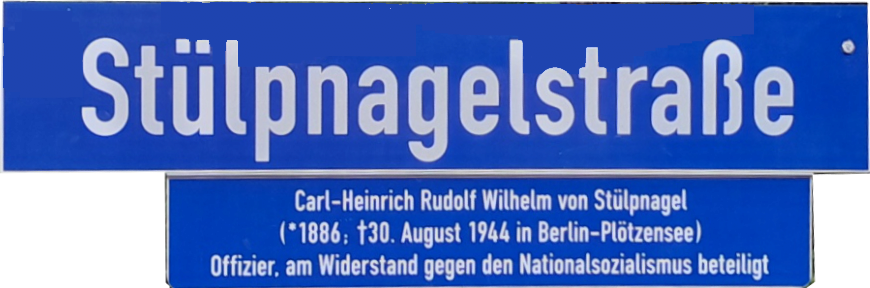 Stülpnagelstraße
Carl-Heinrich Rudolf Wilhelm von Stülpnagel
(*1886; †30. August 1944 in Berlin-Plötzensee)
Offizier, am Widerstand gegen den Nationalsozialismus beteiligt